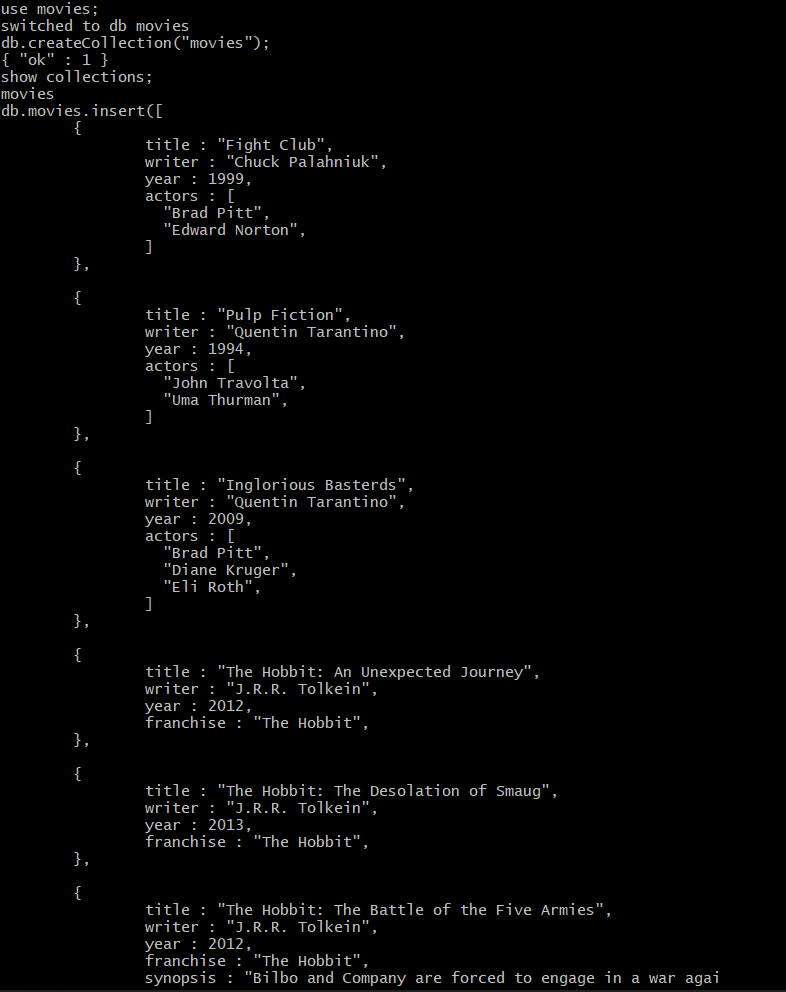 use movies;
switched to db movies
db.createCollection("movies");
{ "ok" : 1 }
show collections;
movies
db.movies.insert([
{
title : "Fight Club",
writer : "Chuck Palahniuk",
year : 1999,
actors : [
"Brad Pitt",
"Edward Norton",
]
},
{
title : "Pulp Fiction",
writer : "Quentin Tarantino",
year : 1994,
actors : [
"John Travolta",
"Uma Thurman",
]
},
{
title : "Inglorious Basterds",
writer : "Quentin Tarantino",
year : 2009,
actors : [
"Brad Pitt",
"Diane Kruger",
"Eli Roth",
]
},
{
title : "The Hobbit: An Unexpected Journey",
writer : "J.R.R. Tolkein",
year : 2012,
franchise : "The Hobbit",
},
{
title : "The Hobbit: The Desolation of Smaug",
writer : "J.R.R. Tolkein",
year : 2013,
franchise : "The Hobbit",
},
{
title : "The Hobbit: The Battle of the Five Armies",
writer : "J.R.R. Tolkein",
year : 2012,
franchise : "The Hobbit",
synopsis : "Bilbo and Company are forced to engage in a war agai